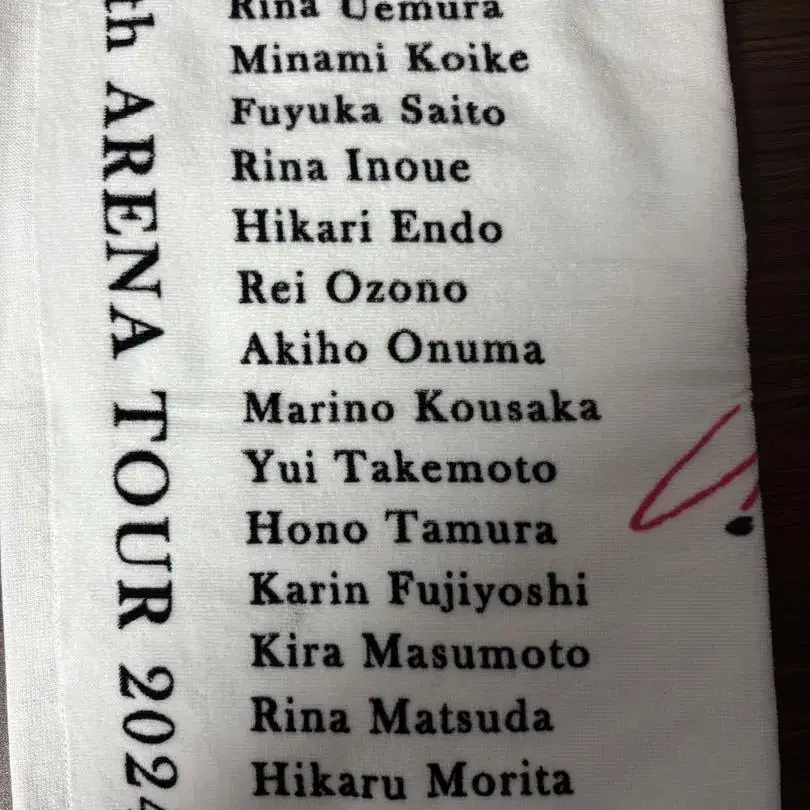 th ARENA TOUR 2024
Rina Uemura
Minami Koike
Fuyuka Saito
Rina Inoue
Hikari Endo
Rei Ozono
Akiho Onuma
Marino Kousaka
Yui Takemoto
Hono Tamura
Karin Fujiyoshi
Kira Masumoto
Rina Matsuda
Hikaru Morita